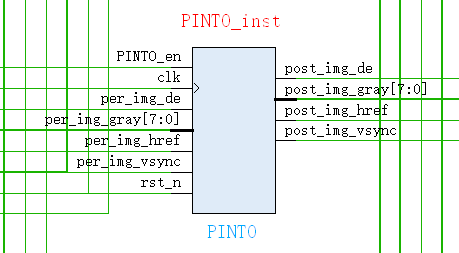 PINTO_inst
PINTO_en
clk
per_img_de
per_img_gray[7:0]
per_img_href
per_img_vsync
rst_n
post_img_de
post_img_gray[7:0]
post_img_href
post_img_vsync
PINTO